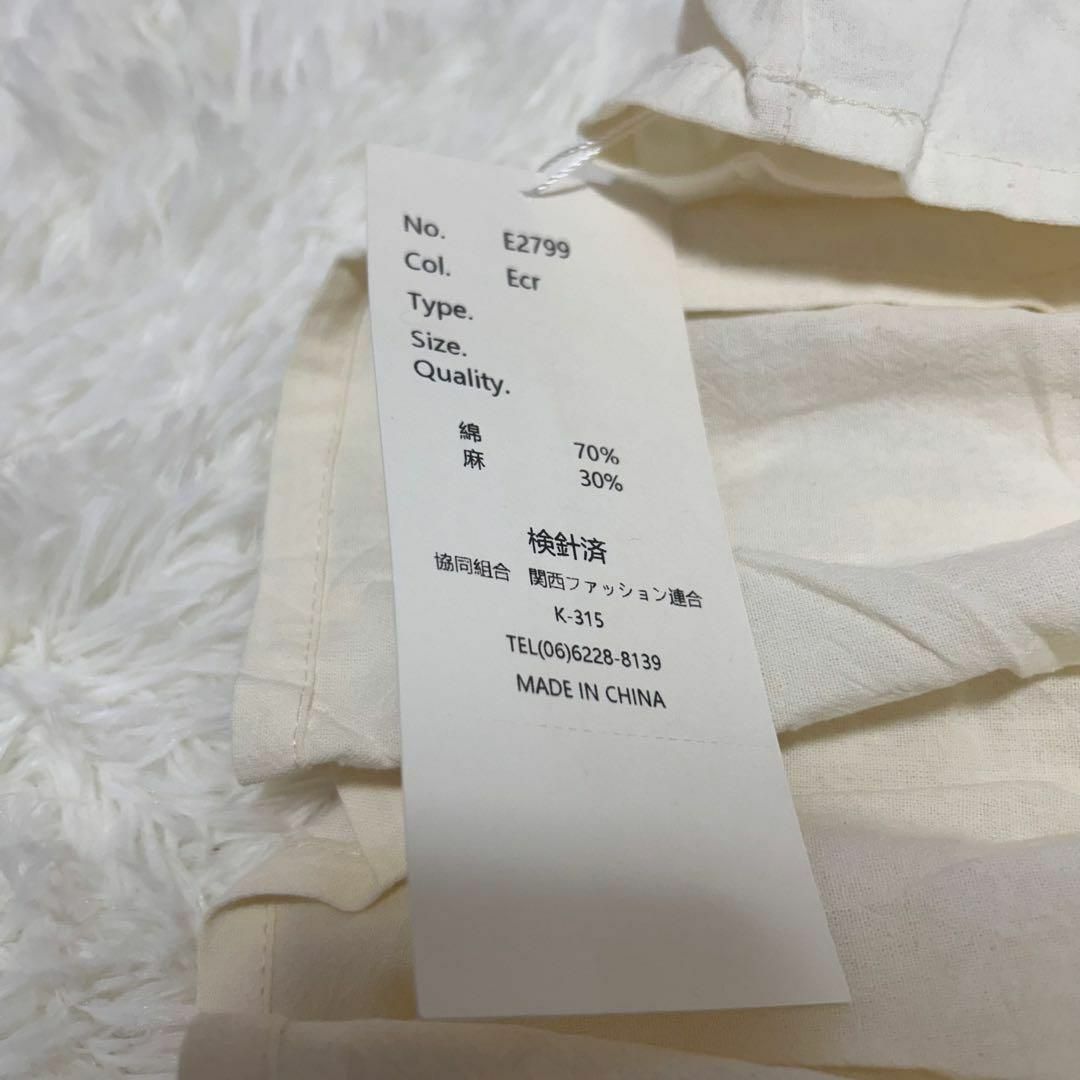 No. E2799
Col. Ecr
Type.
Size.
Quality.
綿 70%
麻 30%
検針済
協同組合 関西ファッション連合
K-315
TEL(06)6228-8139
MADE IN CHINA